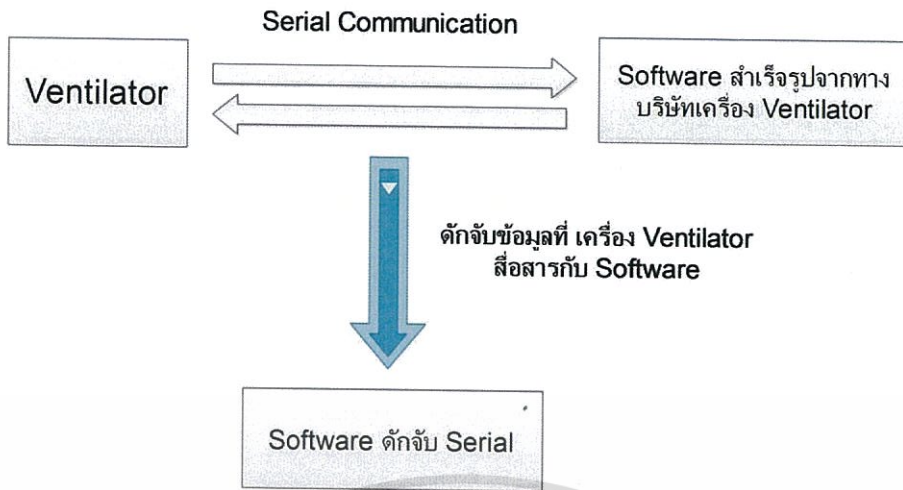 Serial Communication
Ventilator
Software สำเร็จรูปจากทาง
บริษัทเครื่อง Ventilator
ดักจับข้อมูลที่ เครื่อง Ventilator
สื่อสารกับ Software
Software ดักจับ Serial